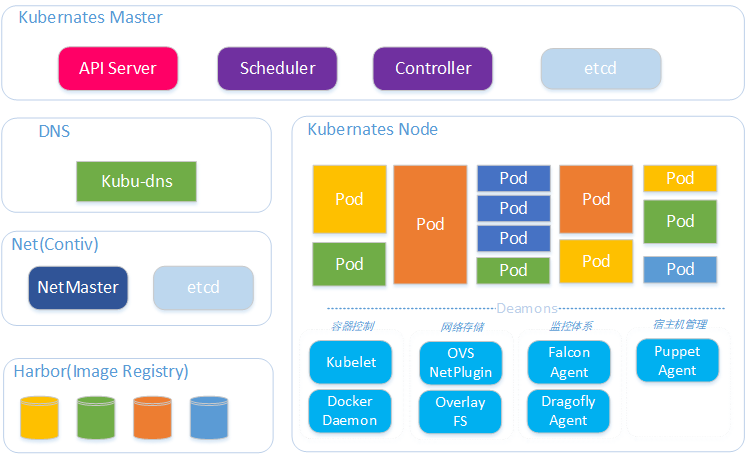 Kubernates Master
API Server
Scheduler
Controller
etcd
DNS
Kubu-dns
Net(Contiv)
NetMaster
etcd
Harbor(Image Registry)
Kubernates Node
Pod
Pod
Pod
Pod
Pod
Pod
Pod
Pod
Pod
Pod
Pod
Pod
Deamons
容器控制
网络存储
监控体系
宿主机管理
Kubelet
OVS
NetPlugin
Falcon
Agent
Puppet
Agent
Docker
Daemon
Overlay
FS
Dragofly
Agent